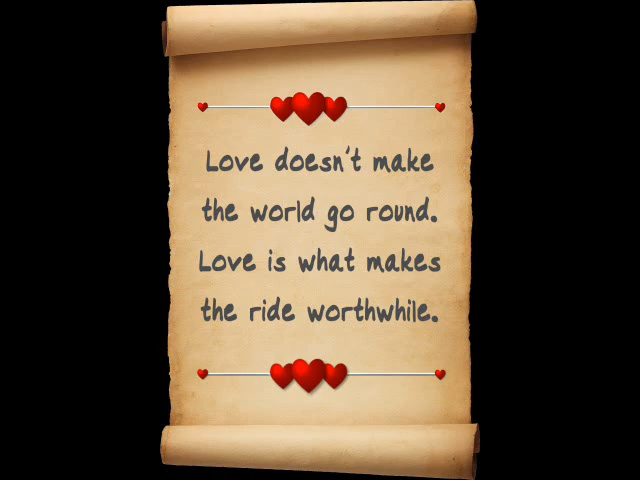 Love doesn't make
the world go round.
Love is what makes
the ride worthwhile.